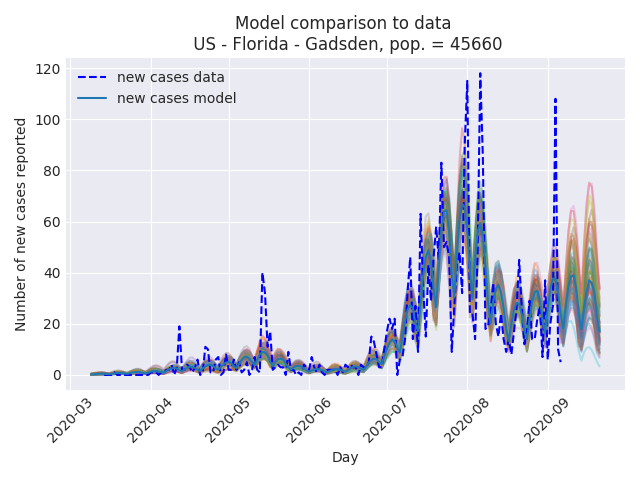 Model comparison to data
US - Florida - Gadsden, pop. = 45660
new cases data
new cases model
Number of new cases reported
120
100
80
60
40
20
0
2020-03
2020-04
2020-05
2020-06
2020-07
2020-08
2020-09
Day